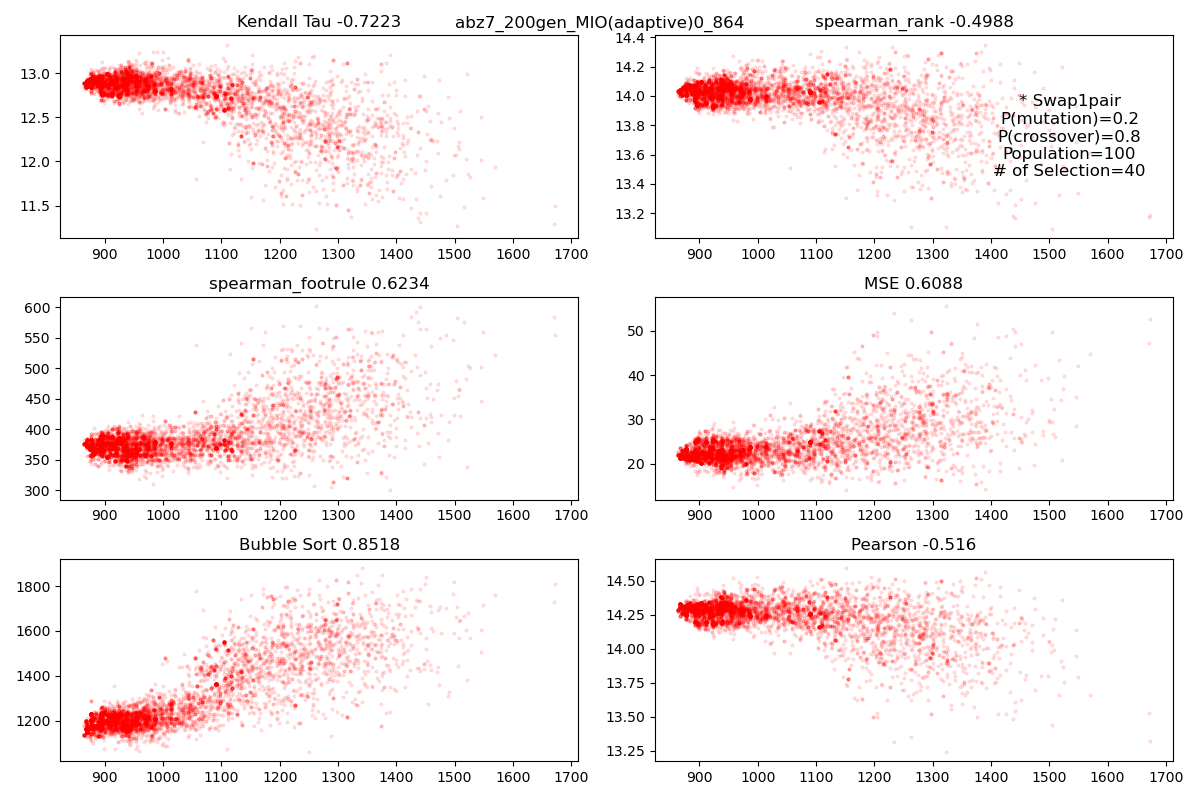 Kendall Tau -0.7223
abz7_200gen_MIO(adaptive)0_864
spearman_rank -0.4988
13.0
12.5
12.0
11.5
900 1000 1100 1200 1300 1400 1500 1600 1700
14.4
14.2
14.0
13.8
13.6
13.4
13.2
* Swap1pair
P(mutation)=0.2
P(crossover)=0.8
Population=100
# of Selection=40
900 1000 1100 1200 1300 1400 1500 1600 1700
spearman_footrule 0.6234
600
550
500
450
400
350
300
900 1000 1100 1200 1300 1400 1500 1600 1700
MSE 0.6088
50
40
30
20
900 1000 1100 1200 1300 1400 1500 1600 1700
Bubble Sort 0.8518
1800
1600
1400
1200
900 1000 1100 1200 1300 1400 1500 1600 1700
Pearson -0.516
14.50
14.25
14.00
13.75
13.50
13.25
900 1000 1100 1200 1300 1400 1500 1600 1700